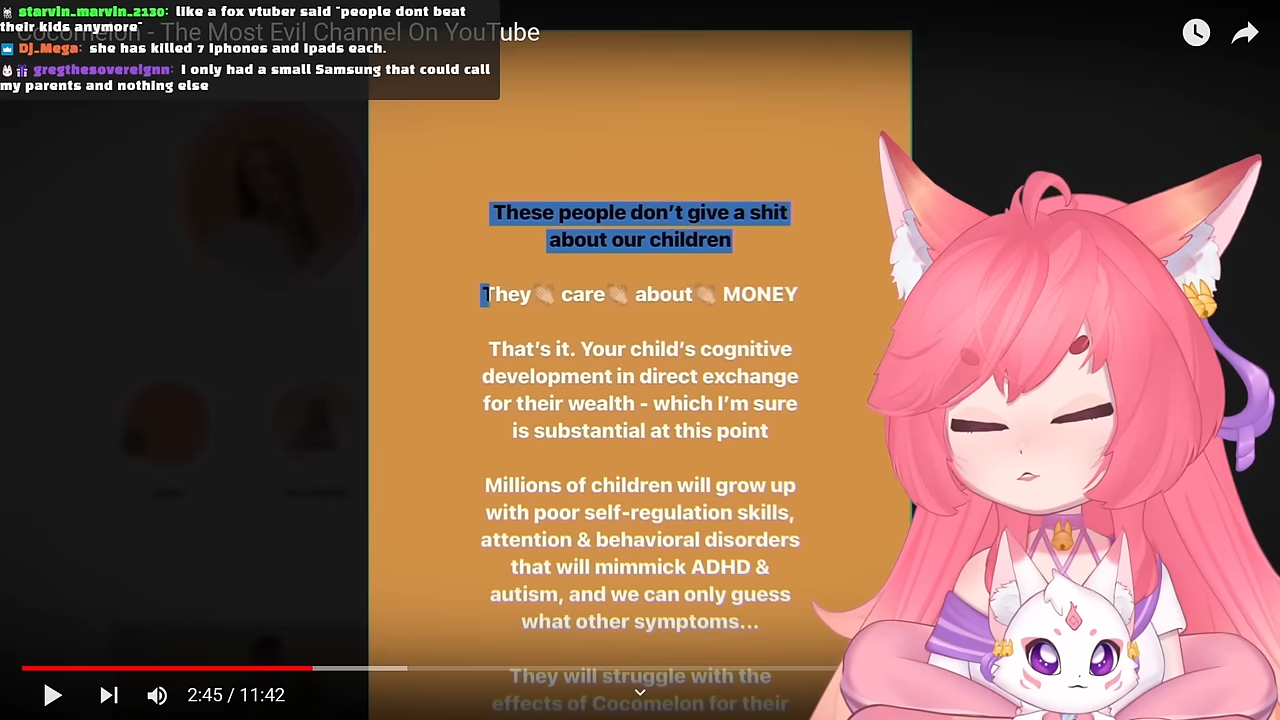 starvin_marvin_2130: like a fox vtuber said "people dont beat
their kids anymore"
Cocomelon - The Most Evil Channel On YouTube
DJ_Mega: she has killed 7 Iphones and Ipads each.
gregthesovereignn: I only had a small Samsung that could call
my parents and nothing else
These people don't give a shit
about our children
They👏🏼 care👏🏼 about👏🏼 MONEY
That's it. Your child's cognitive
development in direct exchange
for their wealth - which I'm sure
is substantial at this point
Millions of children will grow up
with poor self-regulation skills,
attention & behavioral disorders
that will mimmick ADHD &
autism, and we can only guess
what other symptoms...
They will struggle with the
effects of Cocomelon for their
2:45 / 11:42